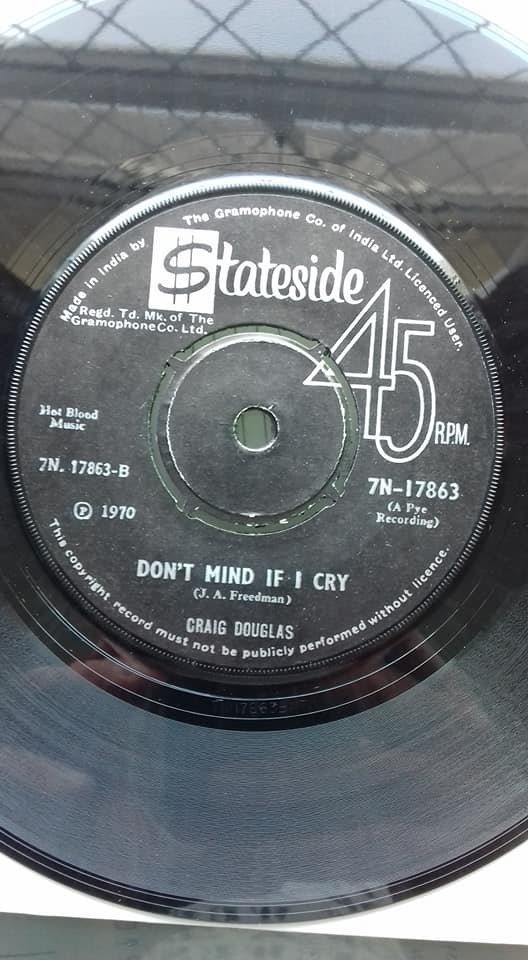 Made in India by The Gramophone Co. of India Ltd. Licenced User.
$tateside
Regd. Td. Mk. of The
Gramophone Co. Ltd.
45
R.P.M.
Hot Blood
Music
7N. 17863-B
7N-17863
(A Pye
Recording)
Ⓟ 1970
DON'T MIND IF I CRY
(J. A. Freedman)
CRAIG DOUGLAS
This copyright record must not be publicly performed without licence.